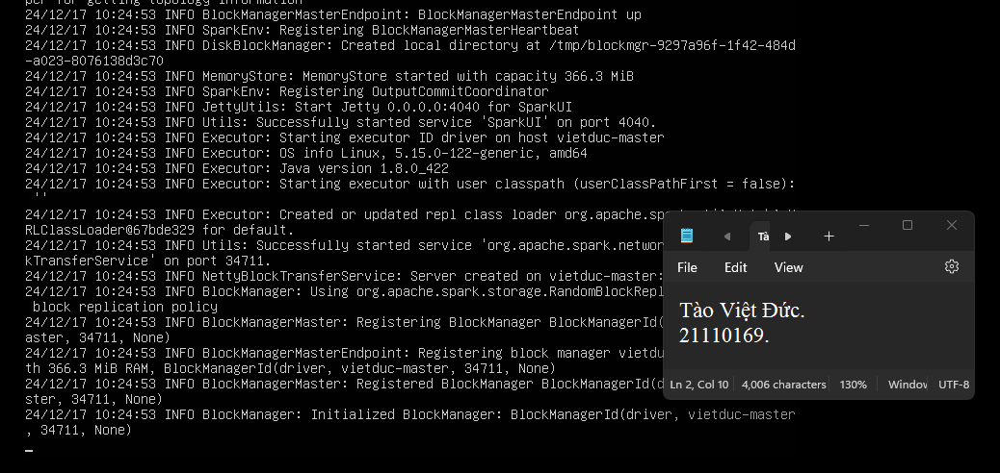 per for getting topology information
24/12/17 10:24:53 INFO BlockManagerMasterEndpoint: BlockManagerMasterEndpoint up
24/12/17 10:24:53 INFO SparkEnv: Registering BlockManagerMasterHeartbeat
24/12/17 10:24:53 INFO DiskBlockManager: Created local directory at /tmp/blockmgr-9297a96f-1f42-484d
-a023-8076138d3c70
24/12/17 10:24:53 INFO MemoryStore: MemoryStore started with capacity 366.3 MiB
24/12/17 10:24:53 INFO SparkEnv: Registering OutputCommitCoordinator
24/12/17 10:24:53 INFO JettyUtils: Start Jetty 0.0.0.0:4040 for SparkUI
24/12/17 10:24:53 INFO Utils: Successfully started service 'SparkUI' on port 4040.
24/12/17 10:24:53 INFO Executor: Starting executor ID driver on host vietduc-master
24/12/17 10:24:53 INFO Executor: OS info Linux, 5.15.0-122-generic, amd64
24/12/17 10:24:53 INFO Executor: Java version 1.8.0_422
24/12/17 10:24:53 INFO Executor: Starting executor with user classpath (userClassPathFirst = false):
''
24/12/17 10:24:53 INFO Executor: Created or updated repl class loader
RLClassLoader@67bde329 for default.
24/12/17 10:24:53 INFO Utils: Successfully started service 'org.apache.spark.networ
kTransferService' on port 34711.
24/12/17 10:24:53 INFO NettyBlockTransferService: Server created on vietduc-master:
24/12/17 10:24:53 INFO BlockManager: Using org.apache.spark.storage.RandomBlockRepl
block replication policy
24/12/17 10:24:53 INFO BlockManagerMaster: Registering BlockManager BlockManagerId(
aster, 34711, None)
24/12/17 10:24:53 INFO BlockManagerMasterEndpoint: Registering block manager vietdu
th 366.3 MiB RAM, BlockManagerId(driver, vietduc-master, 34711, None)
24/12/17 10:24:53 INFO BlockManagerMaster: Registered BlockManager BlockManagerId(d
ster, 34711, None)
24/12/17 10:24:53 INFO BlockManager: Initialized BlockManager: BlockManagerId(driver, vietduc-master
, 34711, None)
Tà
File Edit View
Tào Việt Đức.
21110169.
Ln 2, Col 10 4,006 characters 130% Window UTF-8